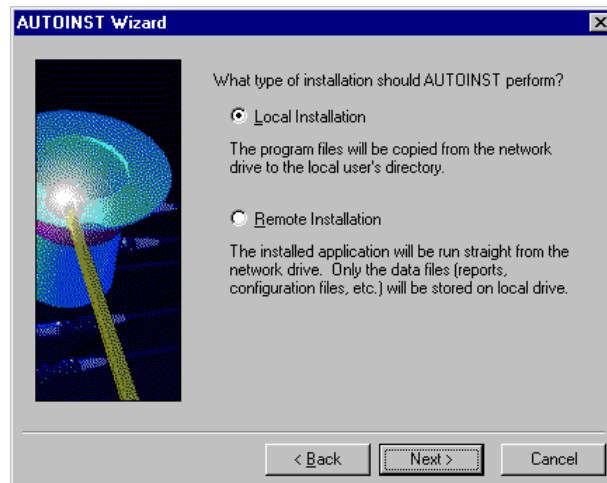 AUTOINST Wizard
What type of installation should AUTOINST perform?
Local Installation
The program files will be copied from the network
drive to the local user's directory.
Remote Installation
The installed application will be run straight from the
network drive. Only the data files (reports,
configuration files, etc.) will be stored on local drive.
< Back
Next >
Cancel